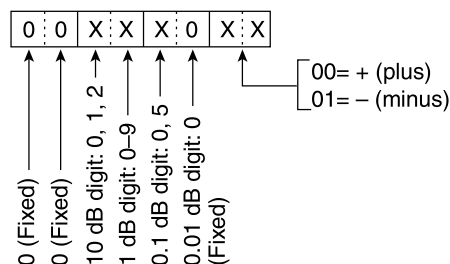 0 0 X X X 0 X X
00= + (plus)
01= – (minus)
0 (Fixed)
0 (Fixed)
10 dB digit: 0, 1, 2
1 dB digit: 0–9
0.1 dB digit: 0, 5
0.01 dB digit: 0
(Fixed)